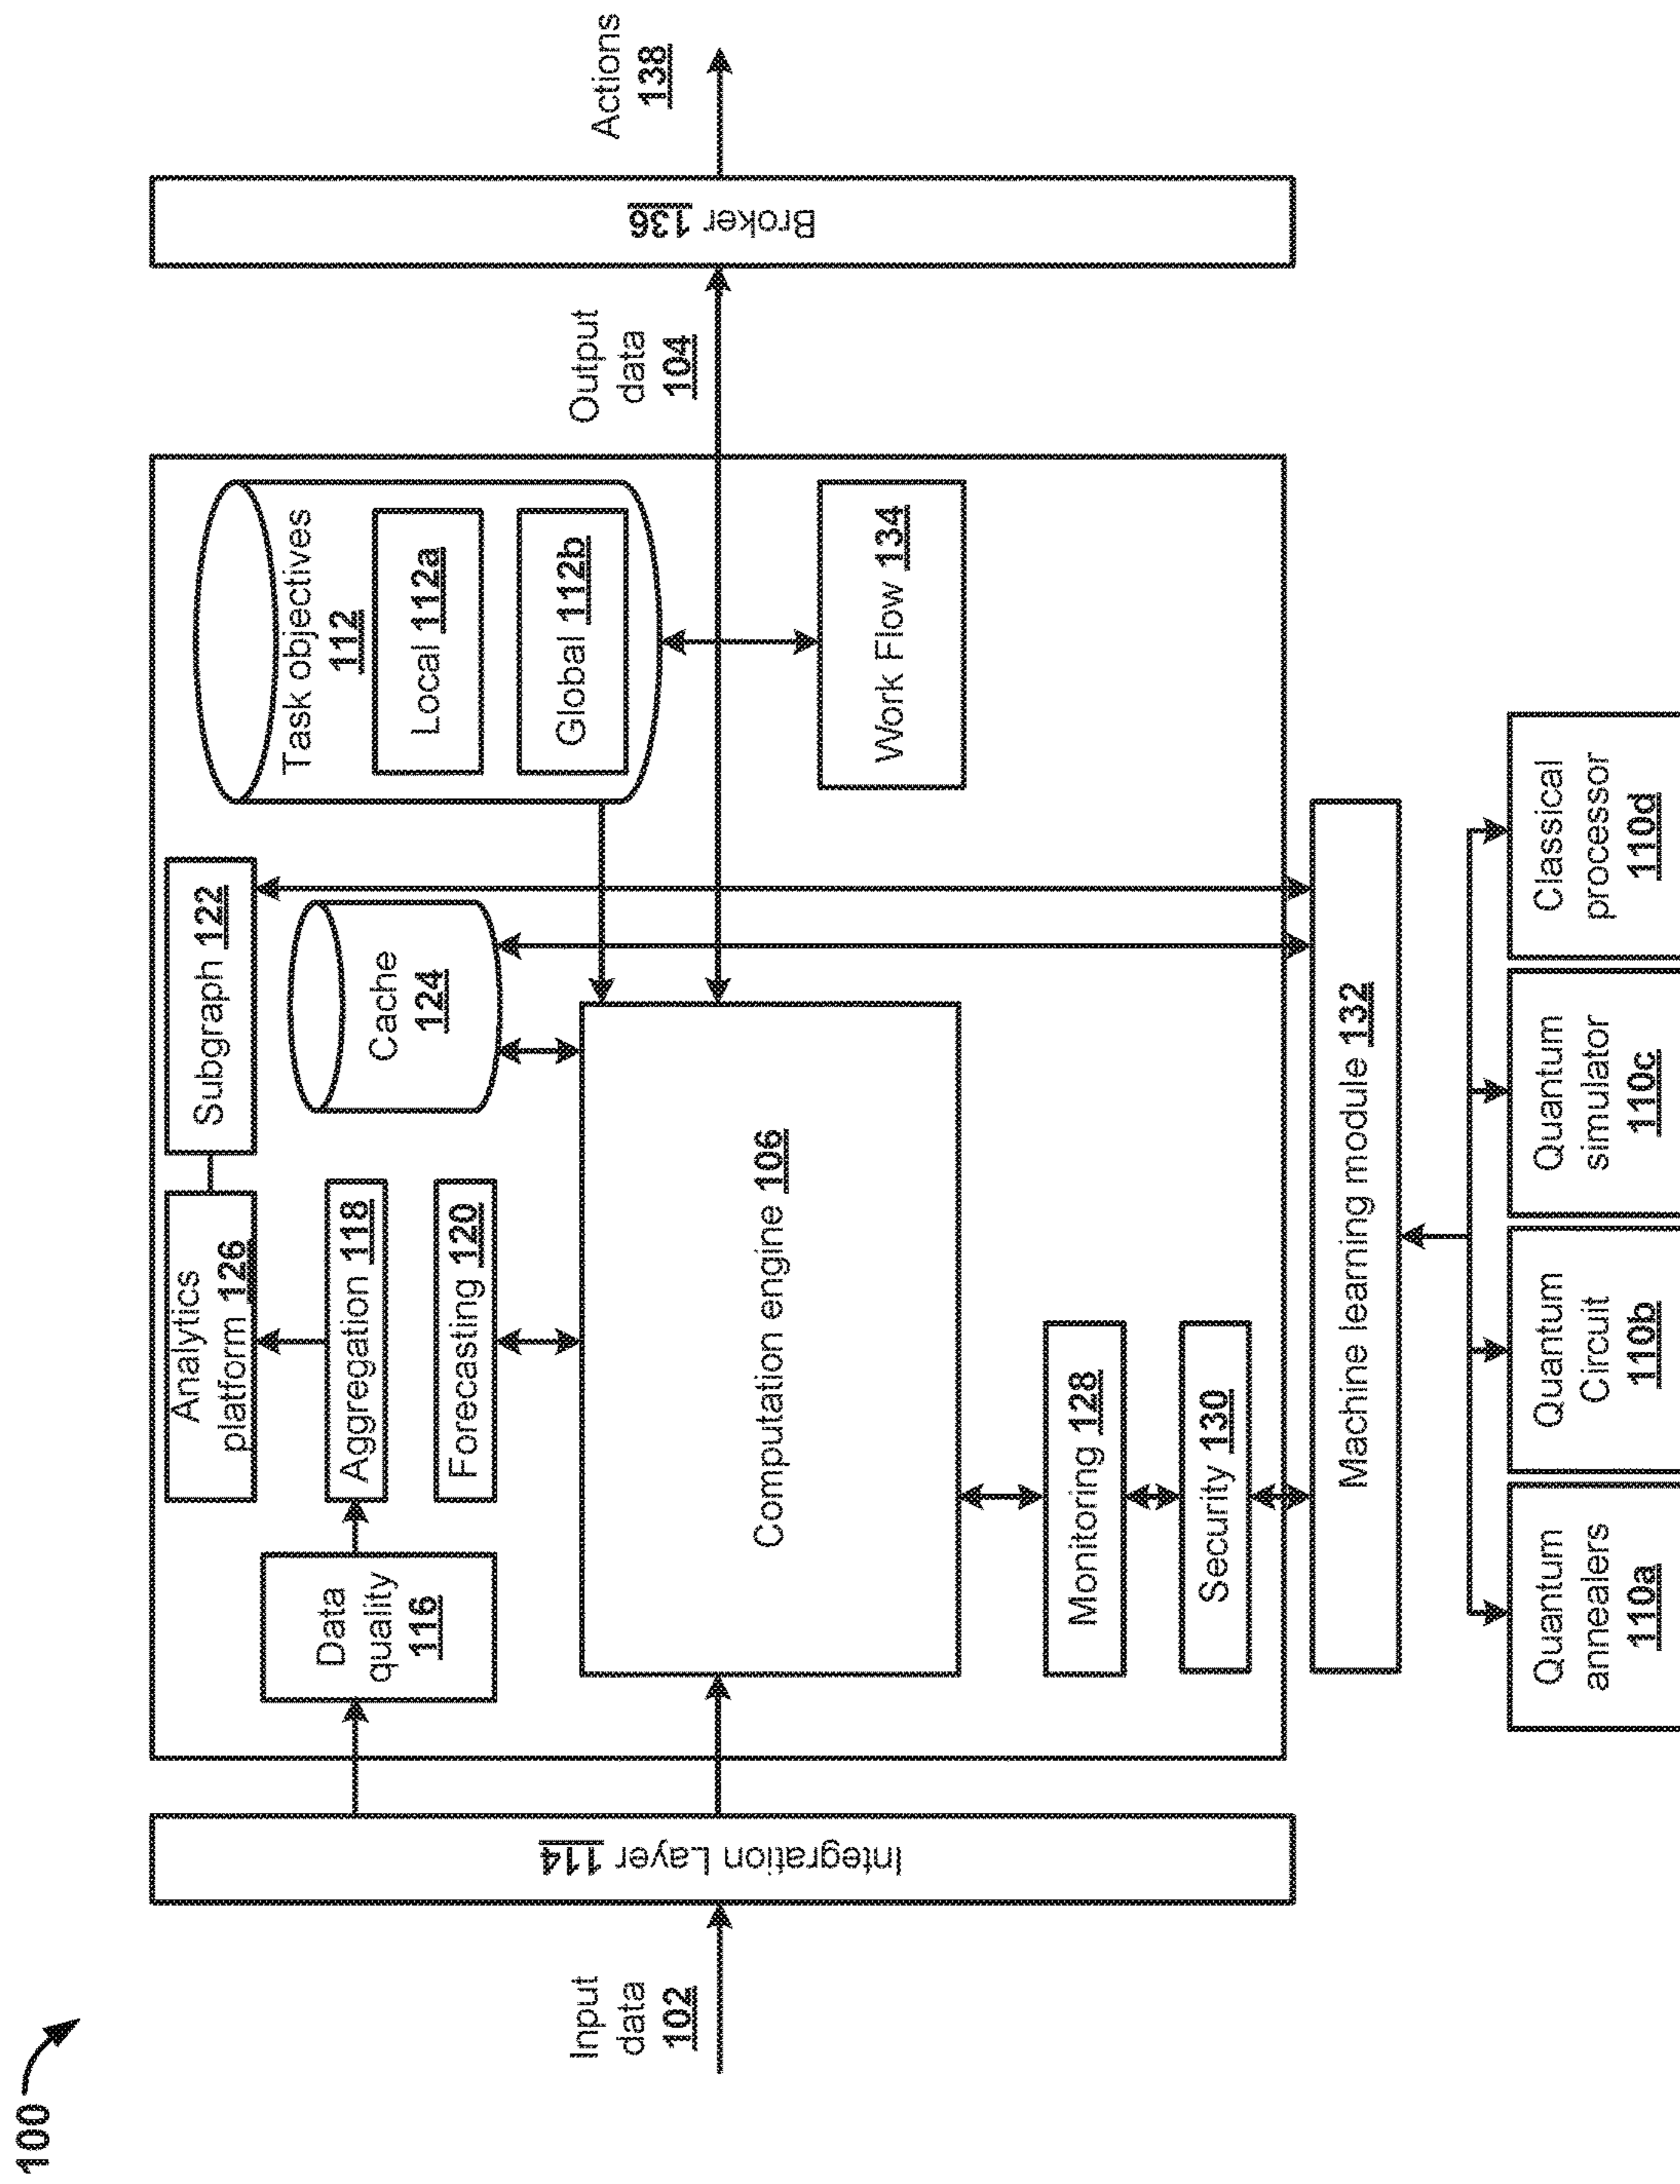 100
Input
data
102
Integration Layer 114
Data
quality
116
Analytics
platform 126
Aggregation 118
Forecasting 120
Subgraph 122
Cache
124
Computation engine 106
Monitoring 128
Security 130
Task objectives
112
Local 112a
Global 112b
Work Flow 134
Output
data
104
Broker 136
Actions
138
Machine learning module 132
Quantum
annealers
110a
Quantum
Circuit
110b
Quantum
simulator
110c
Classical
processor
110d